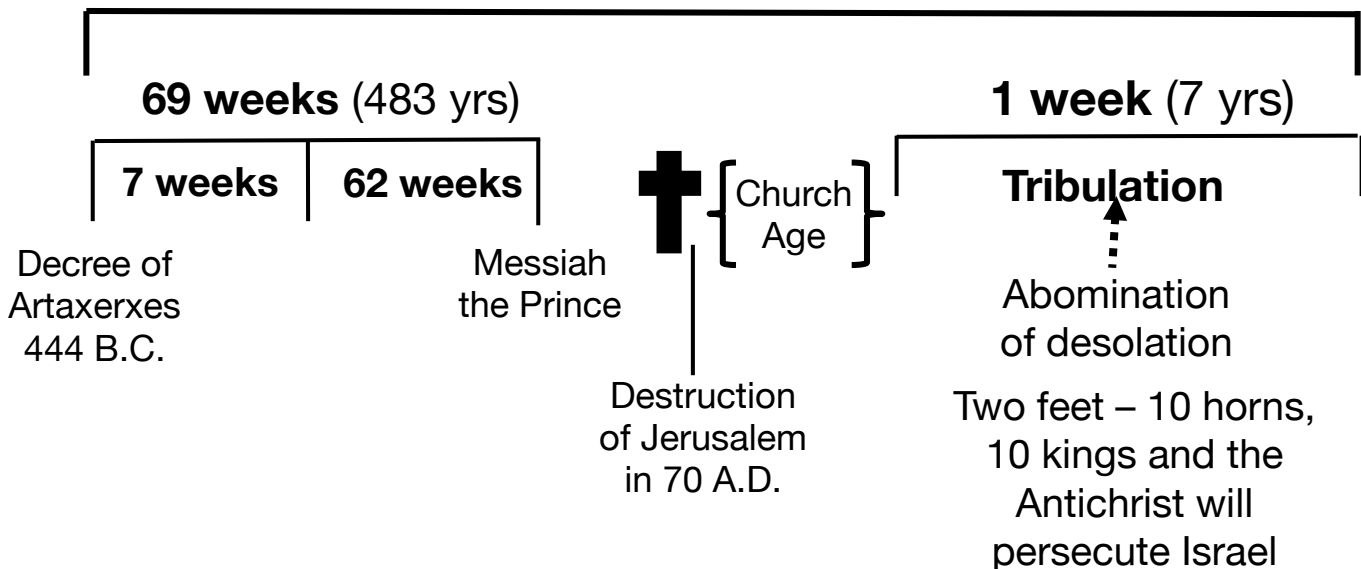 69 weeks (483 yrs)
1 week (7 yrs)
7 weeks
62 weeks
Decree of
Artaxerxes
444 B.C.
Messiah
the Prince
Church
Age
Destruction
of Jerusalem
in 70 A.D.
Tribulation
Abomination
of desolation
Two feet – 10 horns,
10 kings and the
Antichrist will
persecute Israel